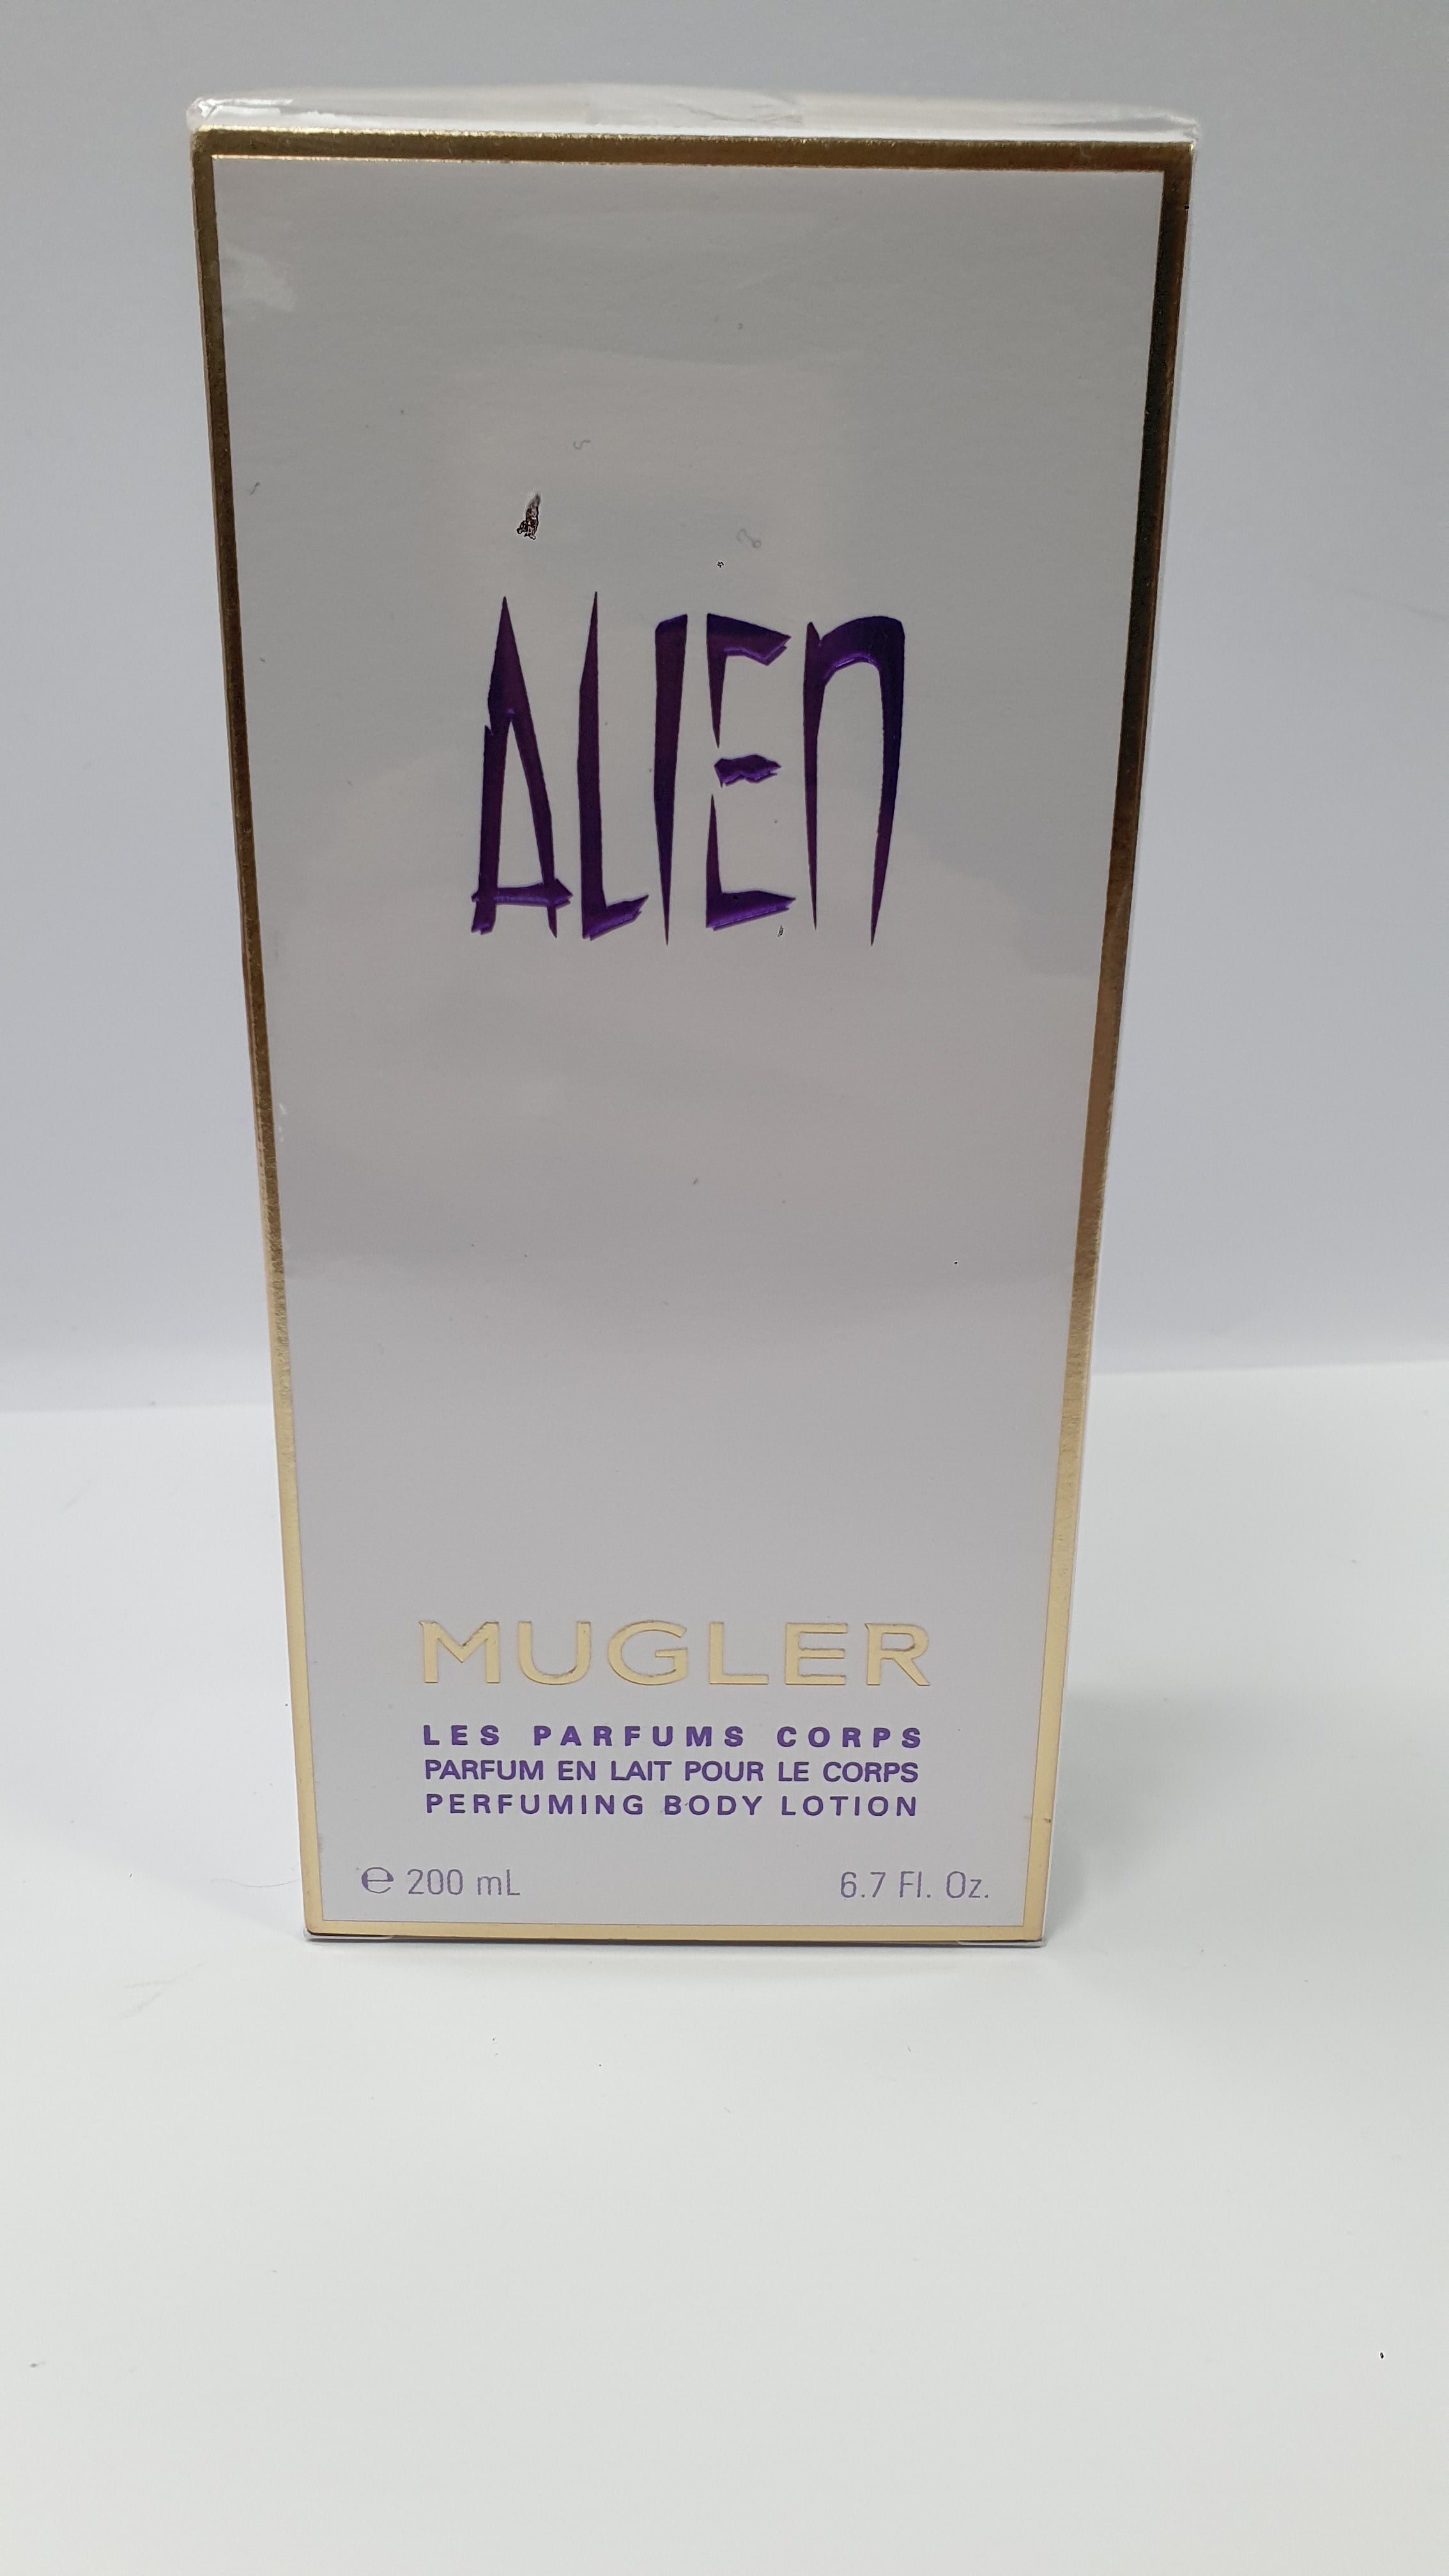 ALIEN
MUGLER
LES PARFUMS CORPS
PARFUM EN LAIT POUR LE CORPS
PERFUMING BODY LOTION
℮ 200 mL 6.7 Fl. Oz.